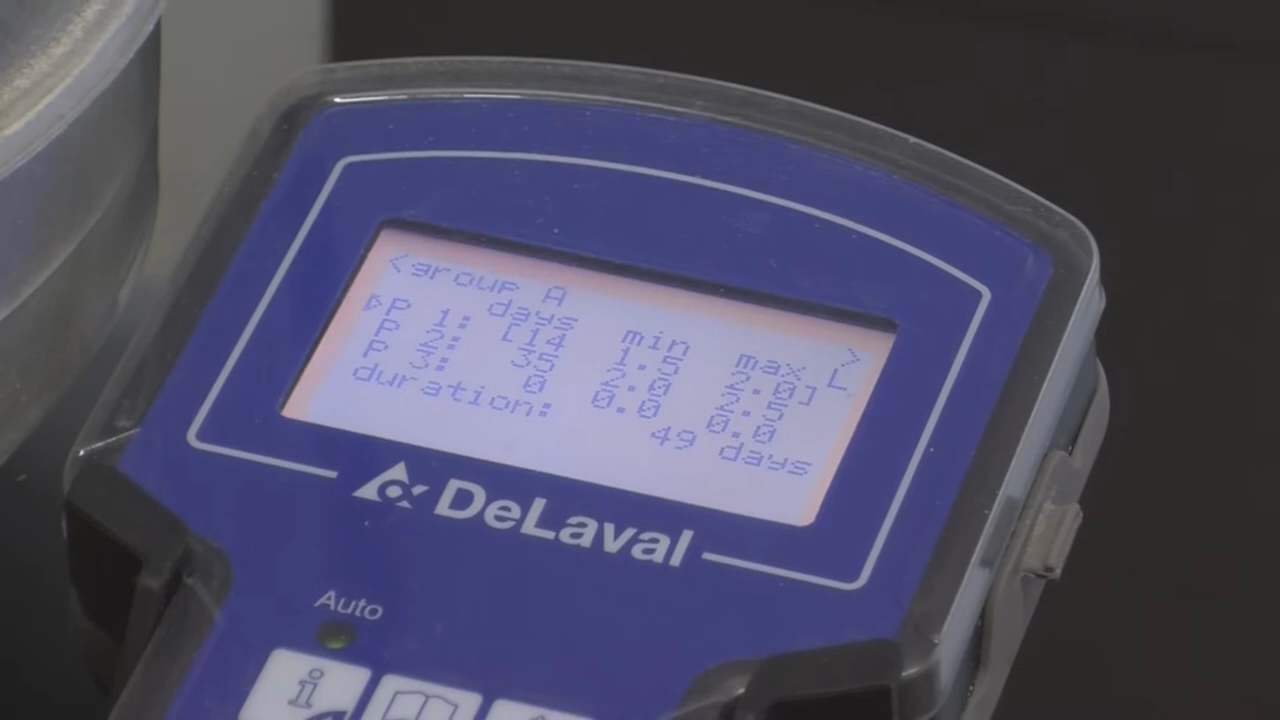 <group A >
days min max L
P 1: [14 1.5 2.0]
P 2: 35 2.0 2.5
P 3: 0 0.0 0.0
duration: 49 days
DeLaval
Auto
i